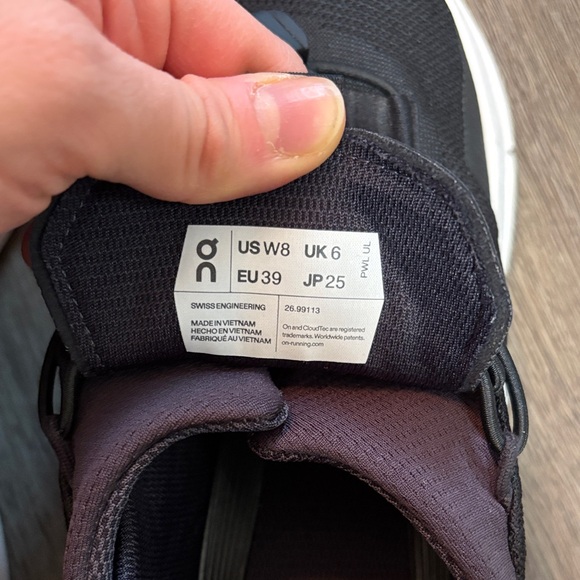 on
US W8 UK 6
EU 39 JP 25
PWL UL
SWISS ENGINEERING
26.99113
MADE IN VIETNAM
HECHO EN VIETNAM
FABRIQUÉ AU VIETNAM
On and CloudTec are registered
trademarks. Worldwide patents.
on-running.com